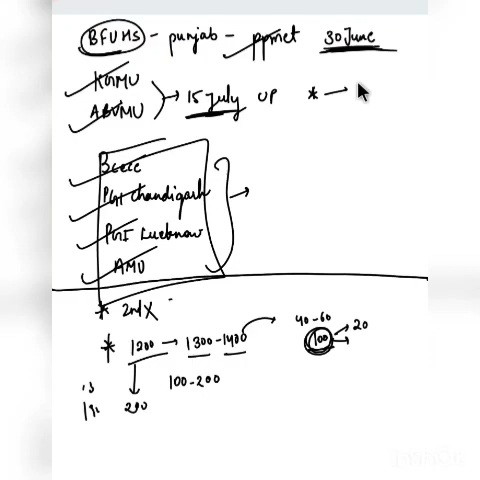 BFUHS - punjab - ppmet 30 June
KGMU
ABVMU → 15 July UP * →
Bcece
PGI Chandigarh
PGI Lucknow
AMU
* 2nd X
40-60
* 1200 → 1300-1400 100 → 20
100-200
200